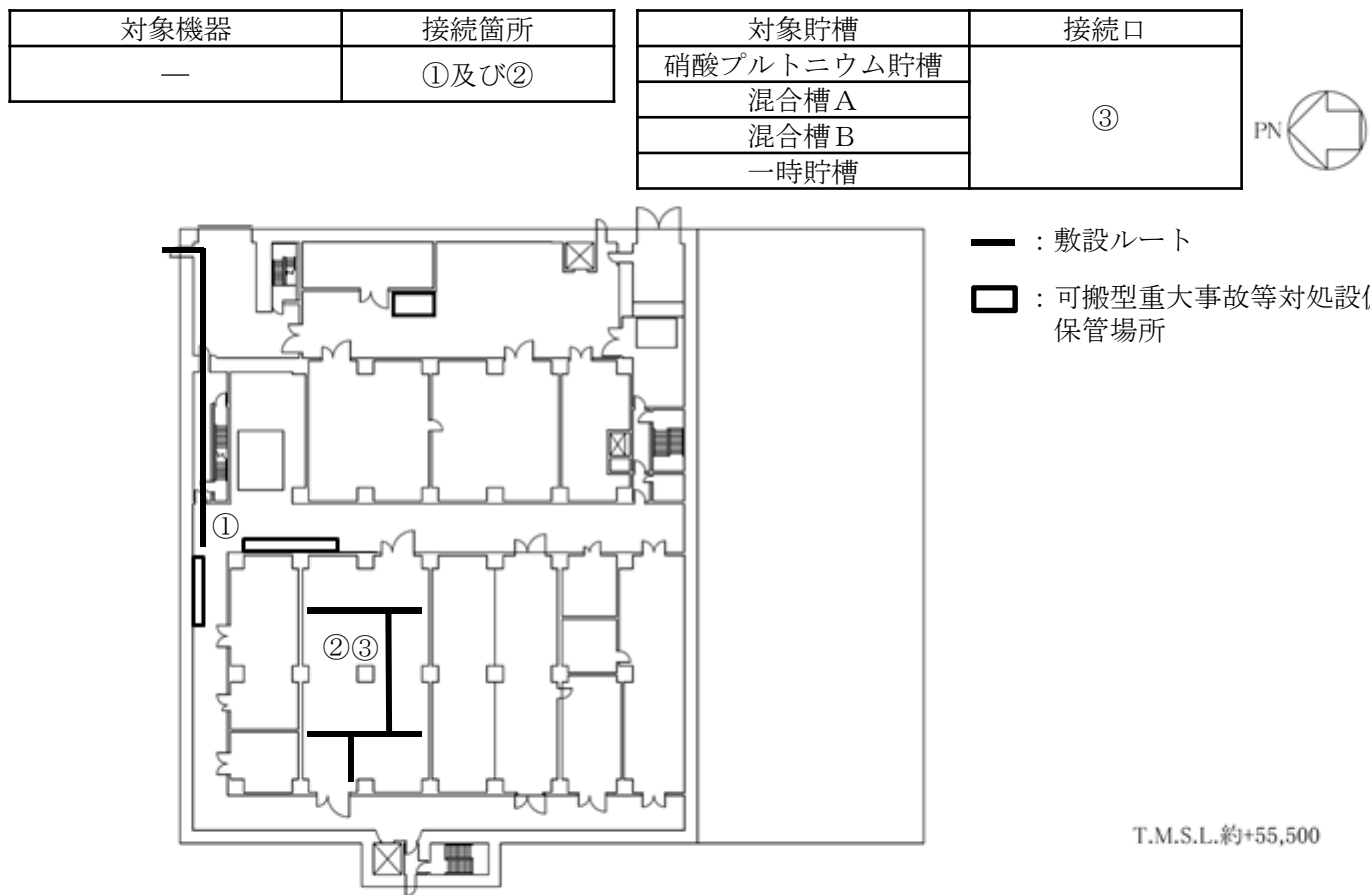 対象機器 接続箇所
― ①及び②
対象貯槽 接続口
硝酸プルトニウム貯槽
混合槽A
混合槽B
一時貯槽
③
PN
：敷設ルート
：可搬型重大事故等対処設
保管場所
①
②③
T.M.S.L.約+55,500